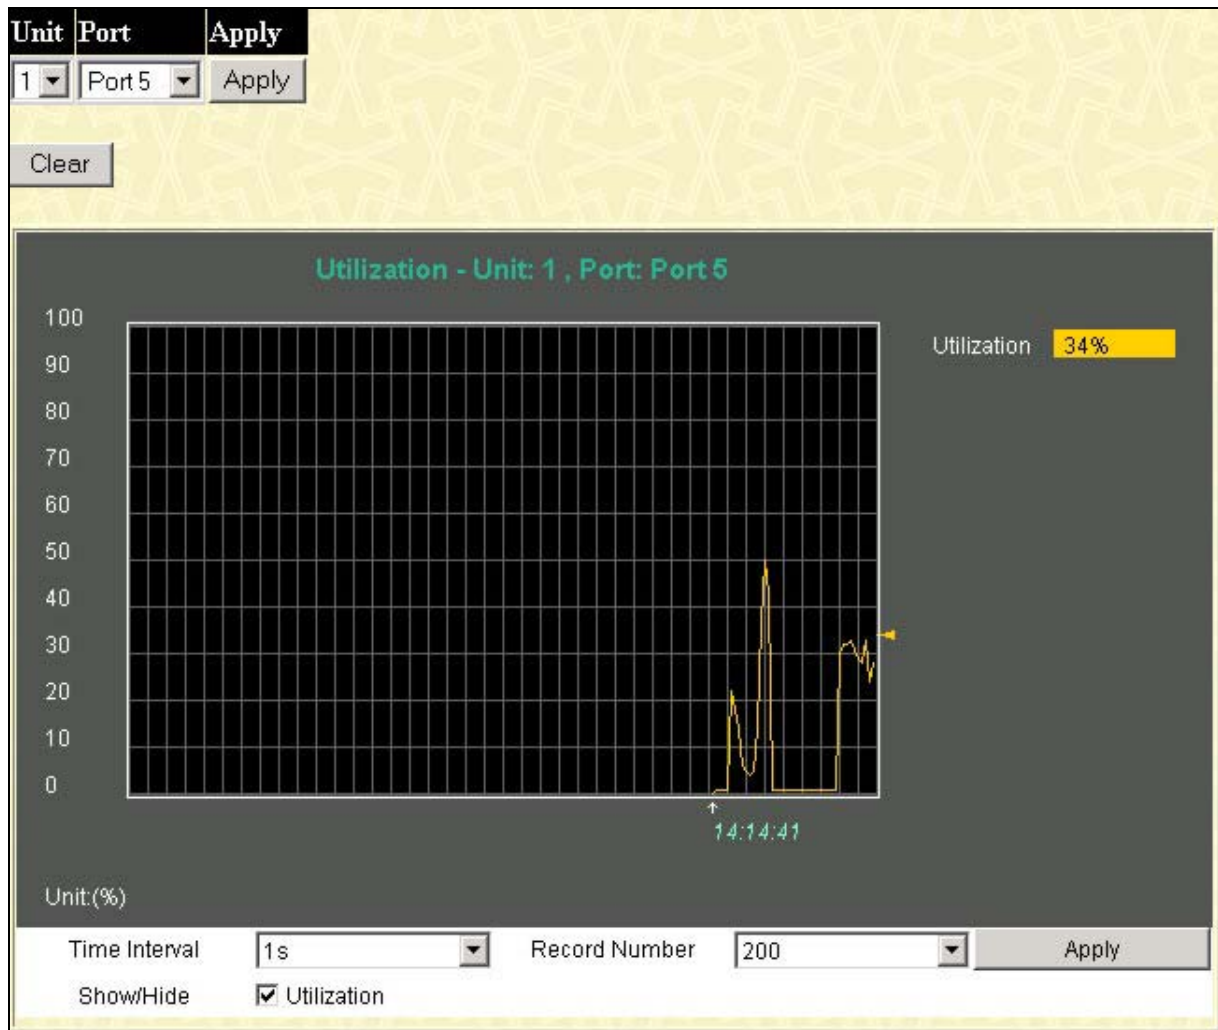 Unit Port Apply
1 Port 5 Apply
Clear
Utilization - Unit: 1 , Port: Port 5
100
90
80
70
60
50
40
30
20
10
0
Utilization 34%
14:14:41
Unit:(%)
Time Interval 1s Record Number 200 Apply
Show/Hide Utilization